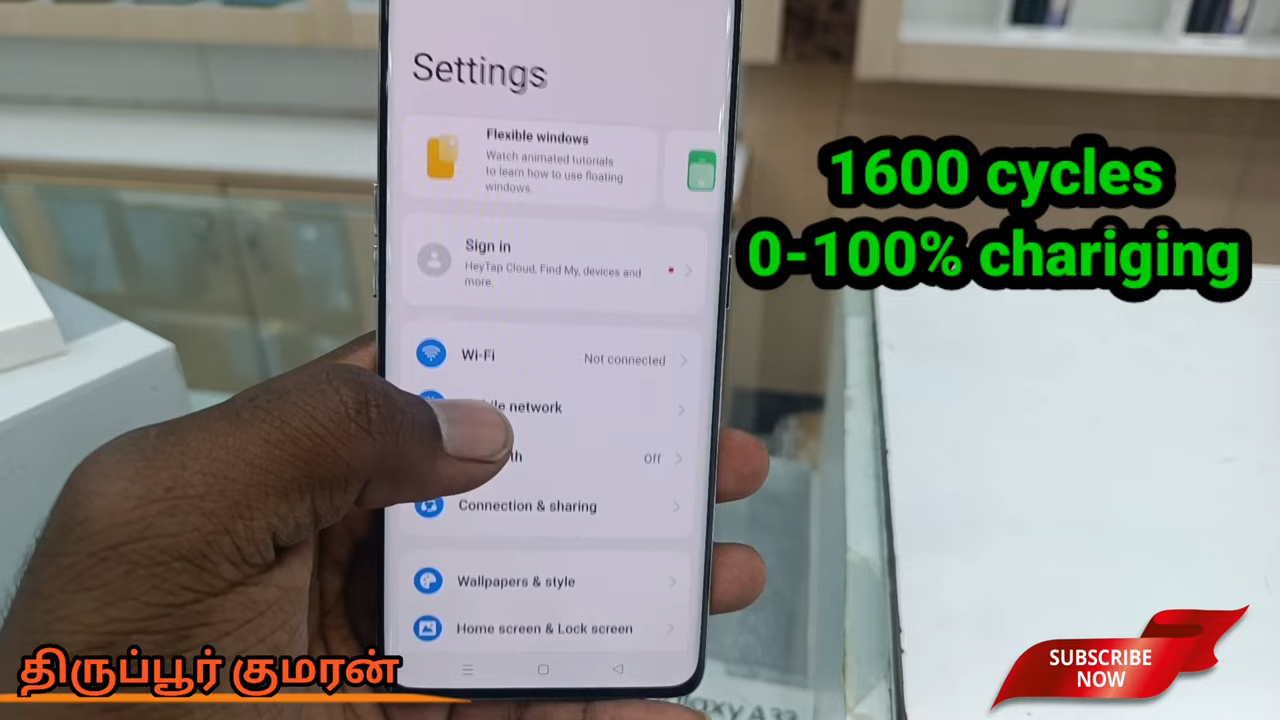 Settings
Flexible windows
Watch animated tutorials
to learn how to use floating
windows.
Sign in
HeyTap Cloud, Find My, devices and
more.
Wi-Fi
Not connected
network
Off
Connection & sharing
Wallpapers & style
Home screen & Lock screen
1600 cycles
0-100% chariging
திருப்பூர் குமரன்
SUBSCRIBE
NOW
A33